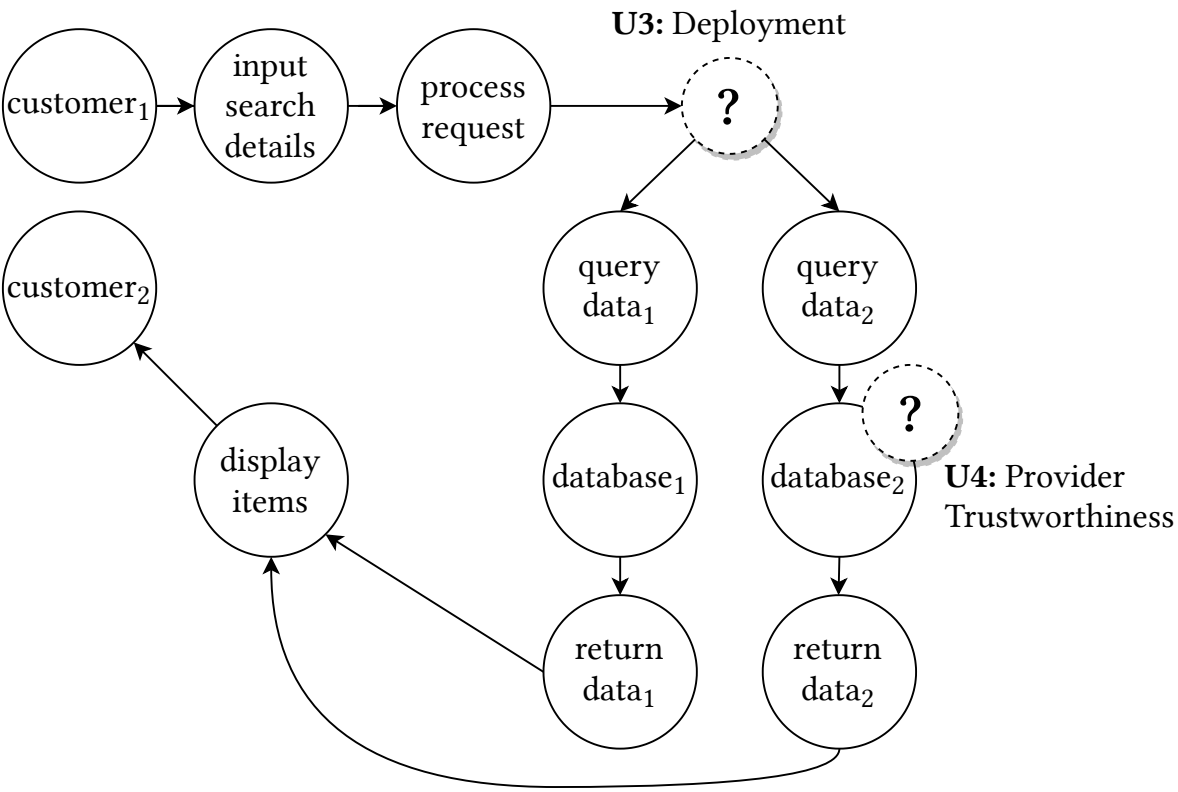 U3: Deployment
customer₁
input
search
details
process
request
?
customer₂
query
data₁
query
data₂
?
display
items
database₁
database₂
U4: Provider
Trustworthiness
return
data₁
return
data₂